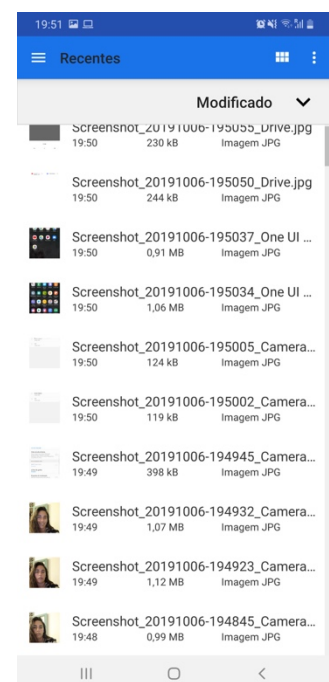 19:51
Recentes
Modificado
Screenshot_20191006-195055_Drive.jpg
19:50 230 kB Imagem JPG
Screenshot_20191006-195050_Drive.jpg
19:50 244 kB Imagem JPG
Screenshot_20191006-195037_One UI ...
19:50 0,91 MB Imagem JPG
Screenshot_20191006-195034_One UI ...
19:50 1,06 MB Imagem JPG
Screenshot_20191006-195005_Camera...
19:50 124 kB Imagem JPG
Screenshot_20191006-195002_Camera...
19:50 119 kB Imagem JPG
Screenshot_20191006-194945_Camera...
19:49 398 kB Imagem JPG
Screenshot_20191006-194932_Camera...
19:49 1,07 MB Imagem JPG
Screenshot_20191006-194923_Camera...
19:49 1,12 MB Imagem JPG
Screenshot_20191006-194845_Camera...
19:48 0,99 MB Imagem JPG